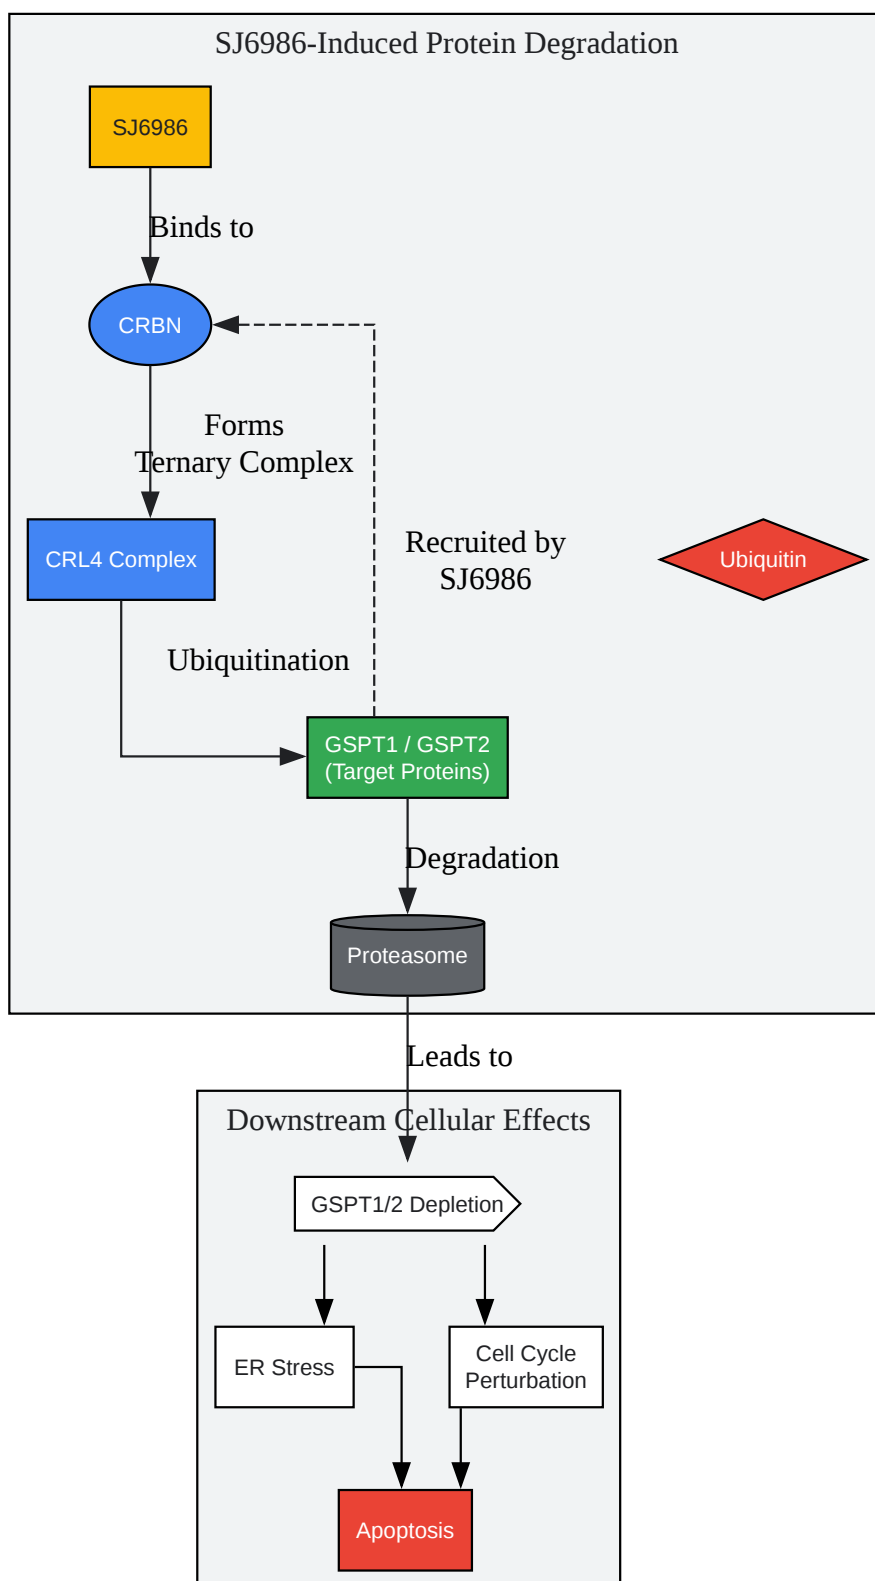 SJ6986-Induced Protein Degradation
SJ6986
Binds to
CRBN
Forms
Ternary Complex
Recruited by
SJ6986
CRL4 Complex
Ubiquitin
Ubiquitination
GSPT1 / GSPT2
(Target Proteins)
Degradation
Proteasome
Leads to
Downstream Cellular Effects
GSPT1/2 Depletion
ER Stress
Cell Cycle
Perturbation
Apoptosis